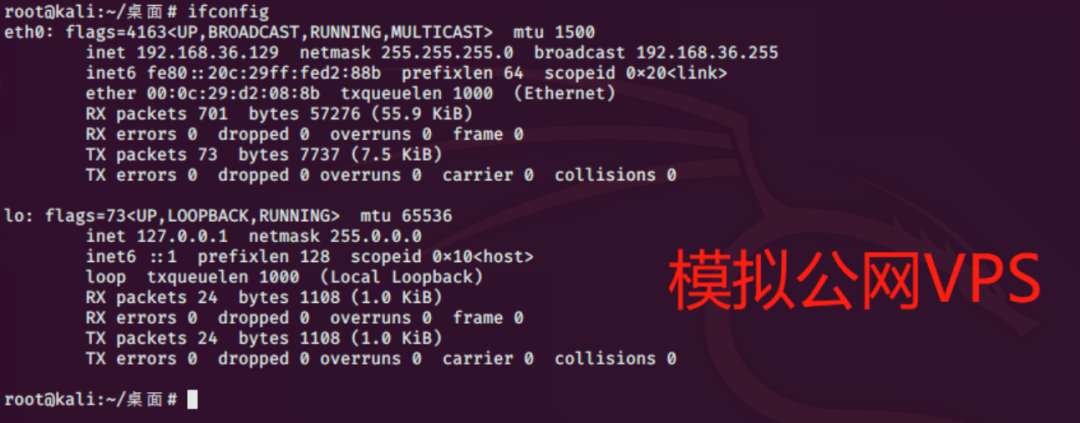 root@kali:~/桌面# ifconfig
eth0: flags=4163<UP,BROADCAST,RUNNING,MULTICAST>  mtu 1500
        inet 192.168.36.129  netmask 255.255.255.0  broadcast 192.168.36.255
        inet6 fe80::20c:29ff:fed2:88b  prefixlen 64  scopeid 0×20<link>
        ether 00:0c:29:d2:08:8b  txqueuelen 1000  (Ethernet)
        RX packets 701  bytes 57276 (55.9 KiB)
        RX errors 0  dropped 0  overruns 0  frame 0
        TX packets 73  bytes 7737 (7.5 KiB)
        TX errors 0  dropped 0 overruns 0  carrier 0  collisions 0
lo: flags=73<UP,LOOPBACK,RUNNING>  mtu 65536
        inet 127.0.0.1  netmask 255.0.0.0
        inet6 ::1  prefixlen 128  scopeid 0×10<host>
        loop  txqueuelen 1000  (Local Loopback)
        RX packets 24  bytes 1108 (1.0 KiB)
        RX errors 0  dropped 0  overruns 0  frame 0
        TX packets 24  bytes 1108 (1.0 KiB)
        TX errors 0  dropped 0 overruns 0  carrier 0  collisions 0
模拟公网VPS
root@kali:~/桌面#